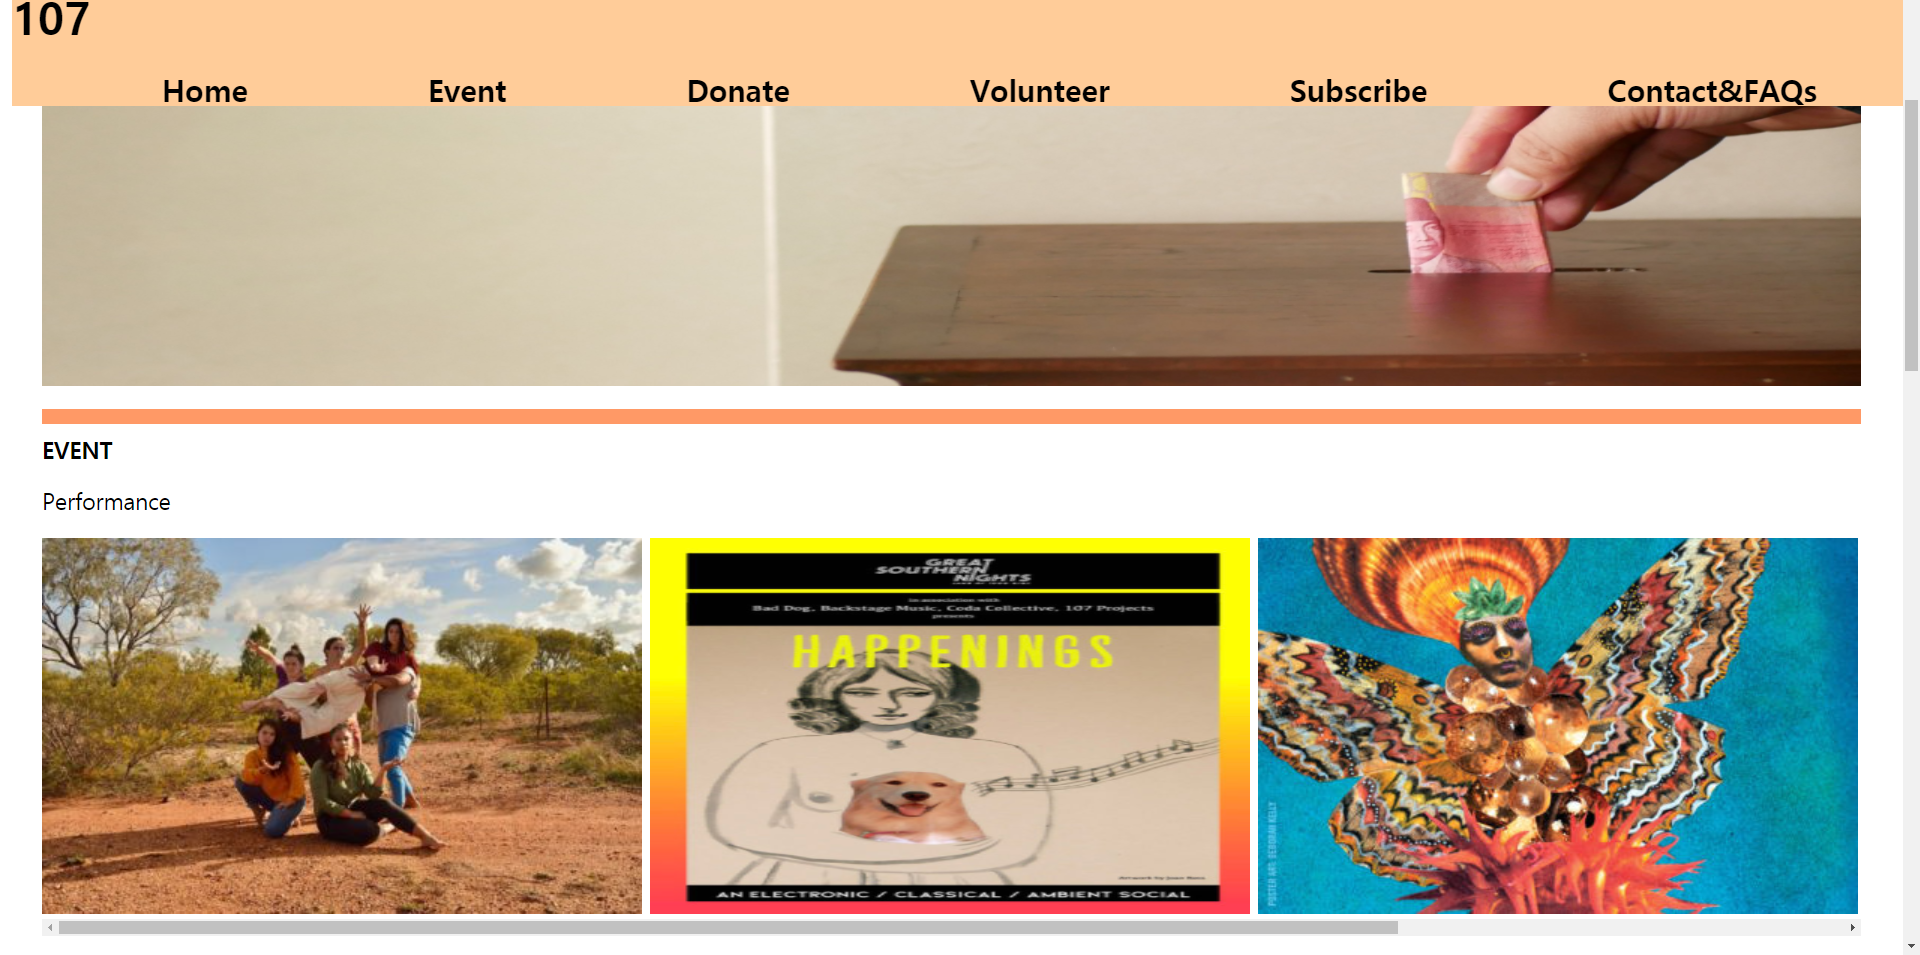 107
Home Event Donate Volunteer Subscribe Contact&FAQs
EVENT
Performance
GREAT
SOUTHERN
NIGHTS
in association with
Bad Dog, Backstage Music, Coda Collective, 107 Projects
presents
HAPPENINGS
AN ELECTRONIC / CLASSICAL / AMBIENT SOCIAL
POSTER ART: DEBORAH KELLY